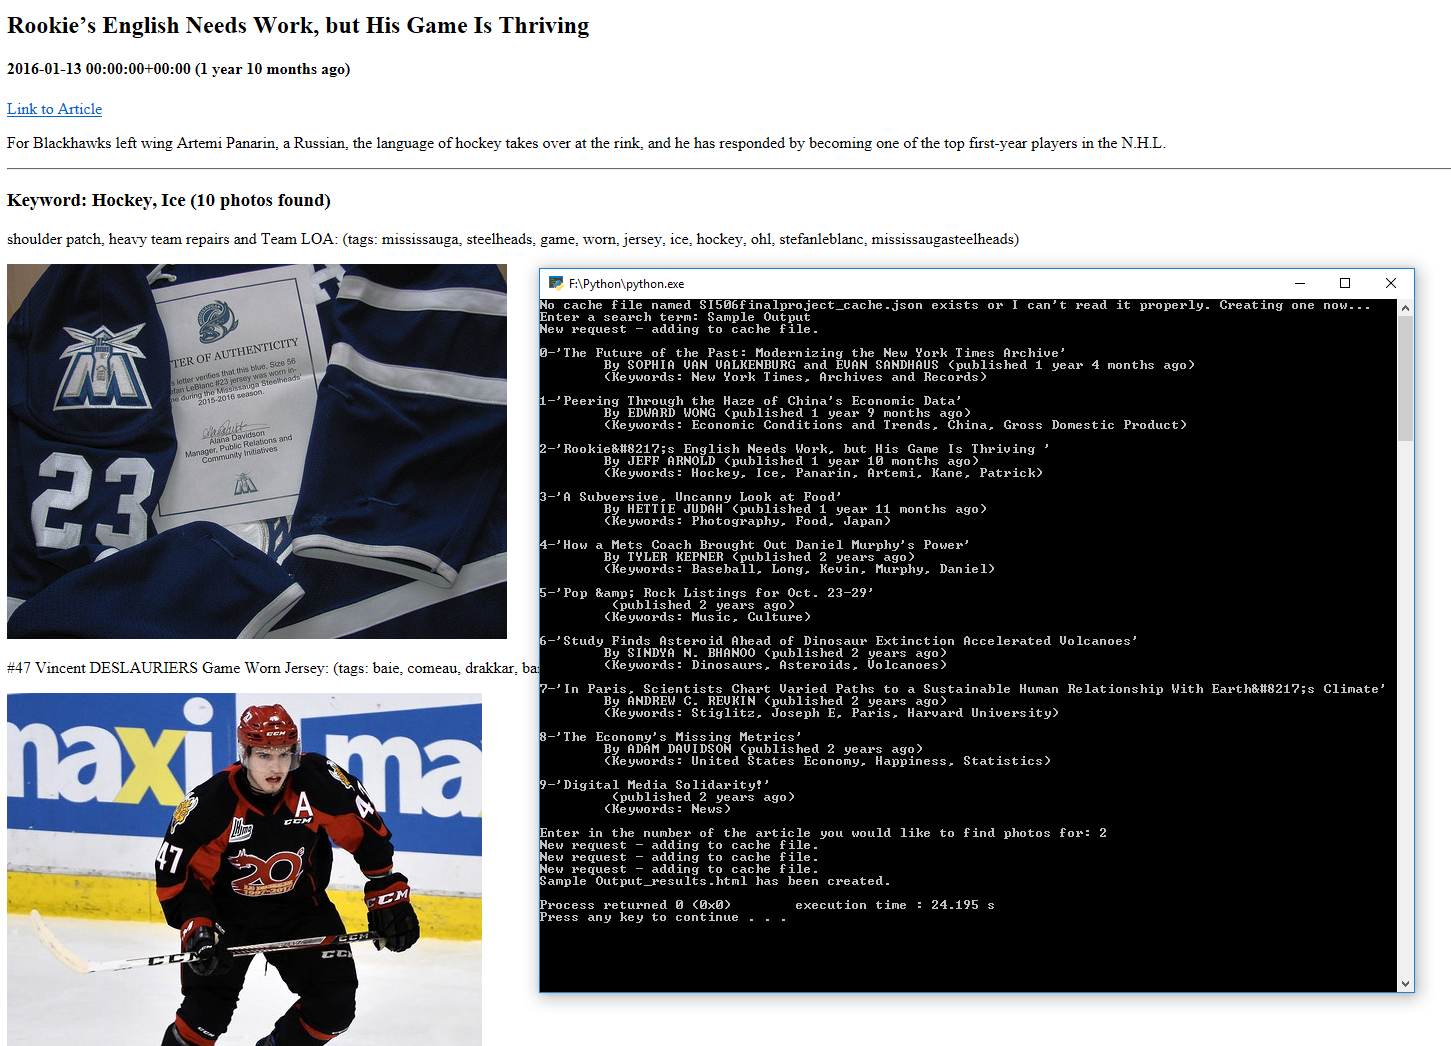 Rookie’s English Needs Work, but His Game Is Thriving
2016-01-13 00:00:00+00:00 (1 year 10 months ago)
Link to Article
For Blackhawks left wing Artemi Panarin, a Russian, the language of hockey takes over at the rink, and he has responded by becoming one of the top first-year players in the N.H.L.
Keyword: Hockey, Ice (10 photos found)
shoulder patch, heavy team repairs and Team LOA: (tags: mississauga, steelheads, game, worn, jersey, ice, hockey, ohl, stefanleblanc, mississaugasteelheads)
TER OF AUTHENTICITY
letter verifies that this blue, Size 56
efan LeBlanc #23 jersey was worn in-
me during the Mississauga Steelheads'
2015-2016 season.
Alana Davidson
Manager, Public Relations and
Community Initiatives
M
23
#47 Vincent DESLAURIERS Game Worn Jersey: (tags: baie, comeau, drakkar, bai
maxi
ma
CCM
A
4
CCM
47
20
CCM
CCM
CCM
CCM
CCM
CCM
F:\Python\python.exe
No cache file named SI506finalproject_cache.json exists or I can't read it properly. Creating one now...
Enter a search term: Sample Output
New request - adding to cache file.
0-'The Future of the Past: Modernizing the New York Times Archive'
By SOPHIA VAN VALKENBURG and EVAN SANDHAUS (published 1 year 4 months ago)
(Keywords: New York Times, Archives and Records)
1-'Peering Through the Haze of China's Economic Data'
By EDWARD WONG (published 1 year 9 months ago)
(Keywords: Economic Conditions and Trends, China, Gross Domestic Product)
2-'Rookie&#8217;s English Needs Work, but His Game Is Thriving '
By JEFF ARNOLD (published 1 year 10 months ago)
(Keywords: Hockey, Ice, Panarin, Artemi, Kane, Patrick)
3-'A Subversive, Uncanny Look at Food'
By HETTIE JUDAH (published 1 year 11 months ago)
(Keywords: Photography, Food, Japan)
4-'How a Mets Coach Brought Out Daniel Murphy's Power'
By TYLER KEPNER (published 2 years ago)
(Keywords: Baseball, Long, Kevin, Murphy, Daniel)
5-'Pop &amp; Rock Listings for Oct. 23-29'
(published 2 years ago)
(Keywords: Music, Culture)
6-'Study Finds Asteroid Ahead of Dinosaur Extinction Accelerated Volcanoes'
By SINDYA N. BHANOO (published 2 years ago)
(Keywords: Dinosaurs, Asteroids, Volcanoes)
7-'In Paris, Scientists Chart Varied Paths to a Sustainable Human Relationship With Earth&#8217;s Climate'
By ANDREW C. REVKIN (published 2 years ago)
(Keywords: Stiglitz, Joseph E, Paris, Harvard University)
8-'The Economy's Missing Metrics'
By ADAM DAVIDSON (published 2 years ago)
(Keywords: United States Economy, Happiness, Statistics)
9-'Digital Media Solidarity!'
(published 2 years ago)
(Keywords: News)
Enter in the number of the article you would like to find photos for: 2
New request - adding to cache file.
New request - adding to cache file.
New request - adding to cache file.
Sample Output_results.html has been created.
Process returned 0 (0x0) execution time : 24.195 s
Press any key to continue . . .